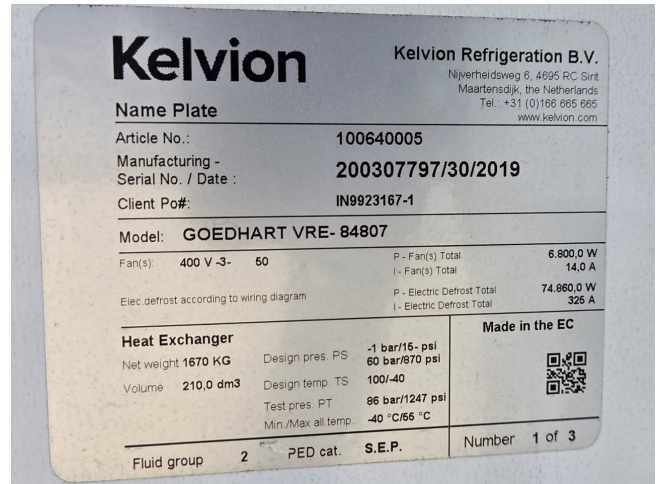 Kelvion
Kelvion Refrigeration B.V.
Nijverheidsweg 6, 4695 RC Sint
Maartensdijk, the Netherlands
Tel.: +31 (0)166 665 665
www.kelvion.com
Name Plate
Article No.: 100640005
Manufacturing -
Serial No. / Date : 200307797/30/2019
Client Po#: IN9923167-1
Model: GOEDHART VRE- 84807
Fan(s): 400 V -3- 50
P - Fan(s) Total 6.800,0 W
I - Fan(s) Total 14,0 A
Elec.defrost according to wiring diagram
P - Electric Defrost Total 74.860,0 W
I - Electric Defrost Total 325 A
Heat Exchanger
Net weight 1670 KG
Volume 210,0 dm3
Design pres. PS -1 bar/15- psi
60 bar/870 psi
Design temp. TS 100/-40
Test pres. PT 86 bar/1247 psi
Min./Max all.temp. -40 °C/55 °C
Made in the EC
Fluid group 2 PED cat. S.E.P.
Number 1 of 3